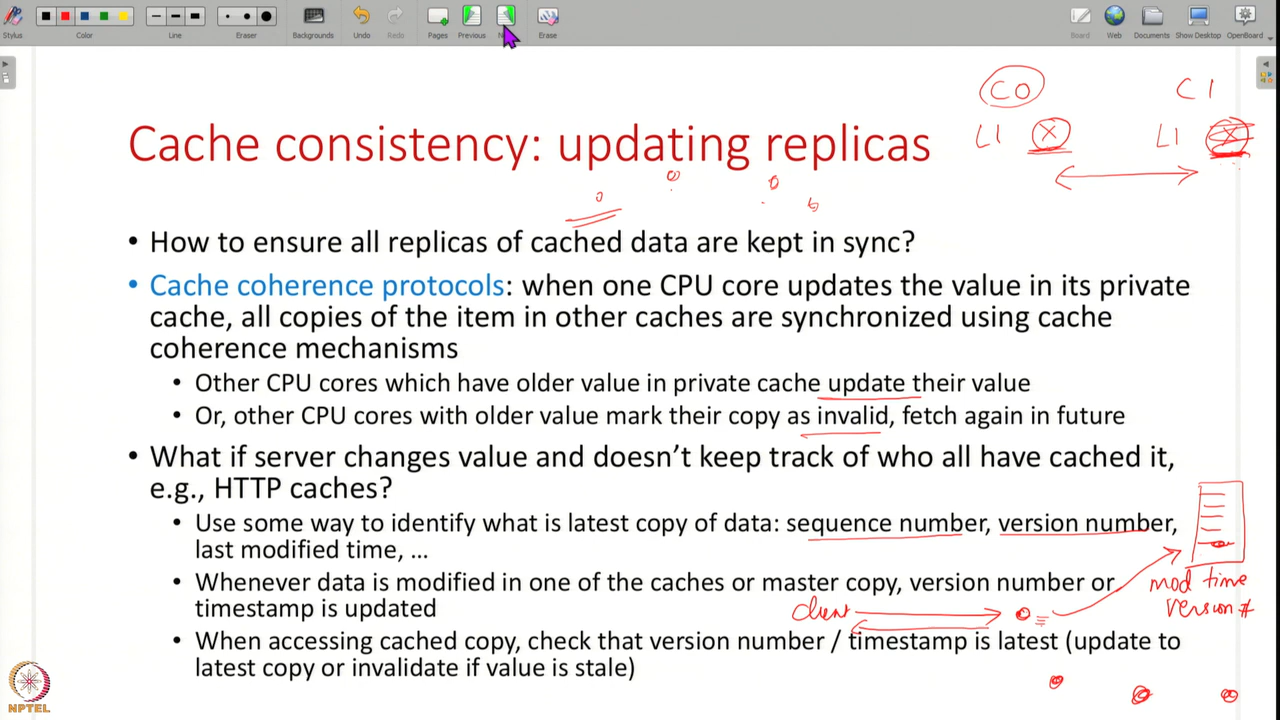 Stylus
Color
Line
Eraser
Backgrounds
Undo
Redo
Pages
Previous
Erase
Board
Web
Documents
Show Desktop
OpenBoard
C0 C1
L1 X L1 X
Cache consistency: updating replicas
• How to ensure all replicas of cached data are kept in sync?
• Cache coherence protocols: when one CPU core updates the value in its private
cache, all copies of the item in other caches are synchronized using cache
coherence mechanisms
• Other CPU cores which have older value in private cache update their value
• Or, other CPU cores with older value mark their copy as invalid, fetch again in future
• What if server changes value and doesn’t keep track of who all have cached it,
e.g., HTTP caches?
• Use some way to identify what is latest copy of data: sequence number, version number,
last modified time, …
• Whenever data is modified in one of the caches or master copy, version number or
timestamp is updated
mod time
version #
client
• When accessing cached copy, check that version number / timestamp is latest (update to
latest copy or invalidate if value is stale)
NPTEL